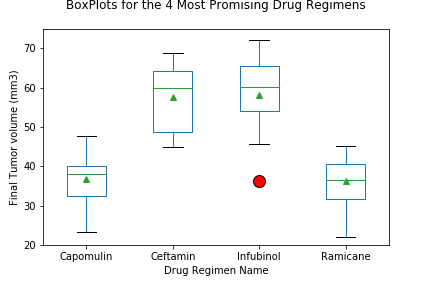 BoxPlots for the 4 Most Promising Drug Regimens
70
60
50
40
30
20
Final Tumor volume (mm3)
Capomulin Ceftamin Infubinol Ramicane
Drug Regimen Name